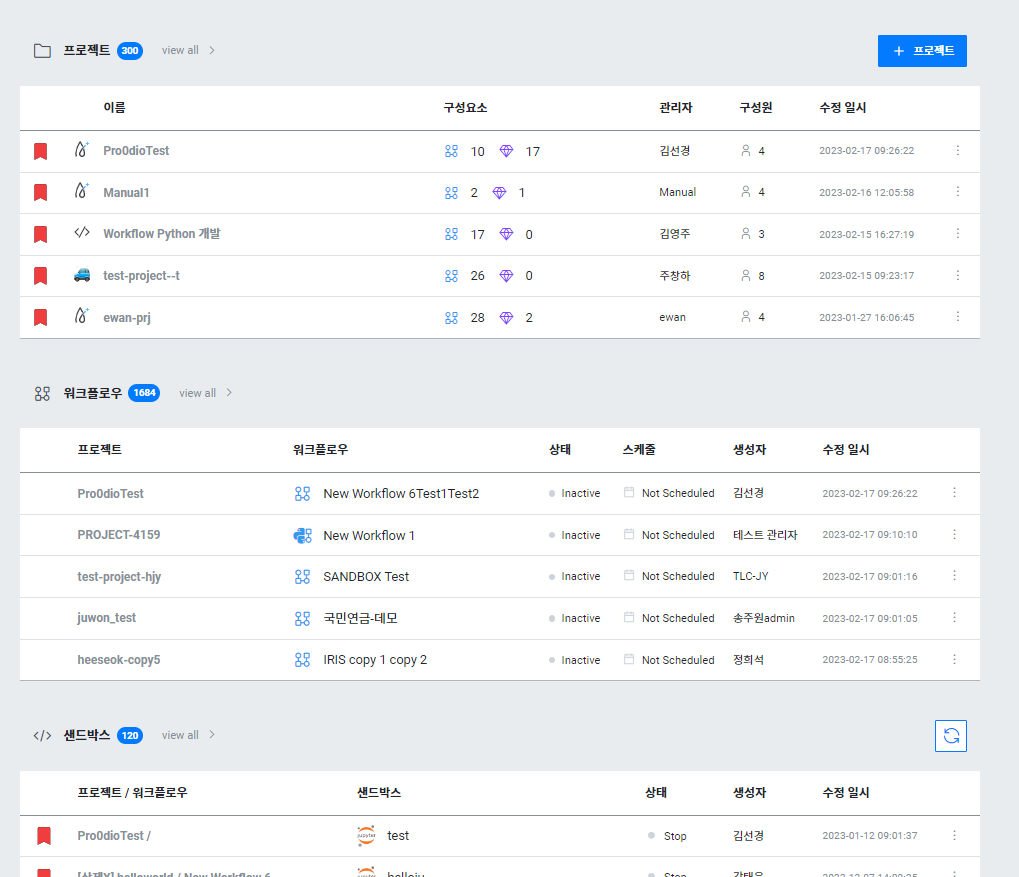 프로젝트 300 view all
+ 프로젝트
이름 구성요소 관리자 구성원 수정 일시
Pro0dioTest 10 17 김선경 4 2023-02-17 09:26:22
Manual1 2 1 Manual 4 2023-02-16 12:05:58
Workflow Python 개발 17 0 김영주 3 2023-02-15 16:27:19
test-project--t 26 0 주창하 8 2023-02-15 09:23:17
ewan-prj 28 2 ewan 4 2023-01-27 16:06:45
워크플로우 1684 view all
프로젝트 워크플로우 상태 스케줄 생성자 수정 일시
Pro0dioTest New Workflow 6Test1Test2 Inactive Not Scheduled 김선경 2023-02-17 09:26:22
PROJECT-4159 New Workflow 1 Inactive Not Scheduled 테스트 관리자 2023-02-17 09:10:10
test-project-hjy SANDBOX Test Inactive Not Scheduled TLC-JY 2023-02-17 09:01:16
juwon_test 국민연금-데모 Inactive Not Scheduled 송주원admin 2023-02-17 09:01:05
heeseok-copy5 IRIS copy 1 copy 2 Inactive Not Scheduled 정희석 2023-02-17 08:55:25
</> 샌드박스 120 view all
프로젝트 / 워크플로우 샌드박스 상태 생성자 수정 일시
Pro0dioTest / jupyter test Stop 김선경 2023-01-12 09:01:37
helloworld / New Workflow 6 Stop